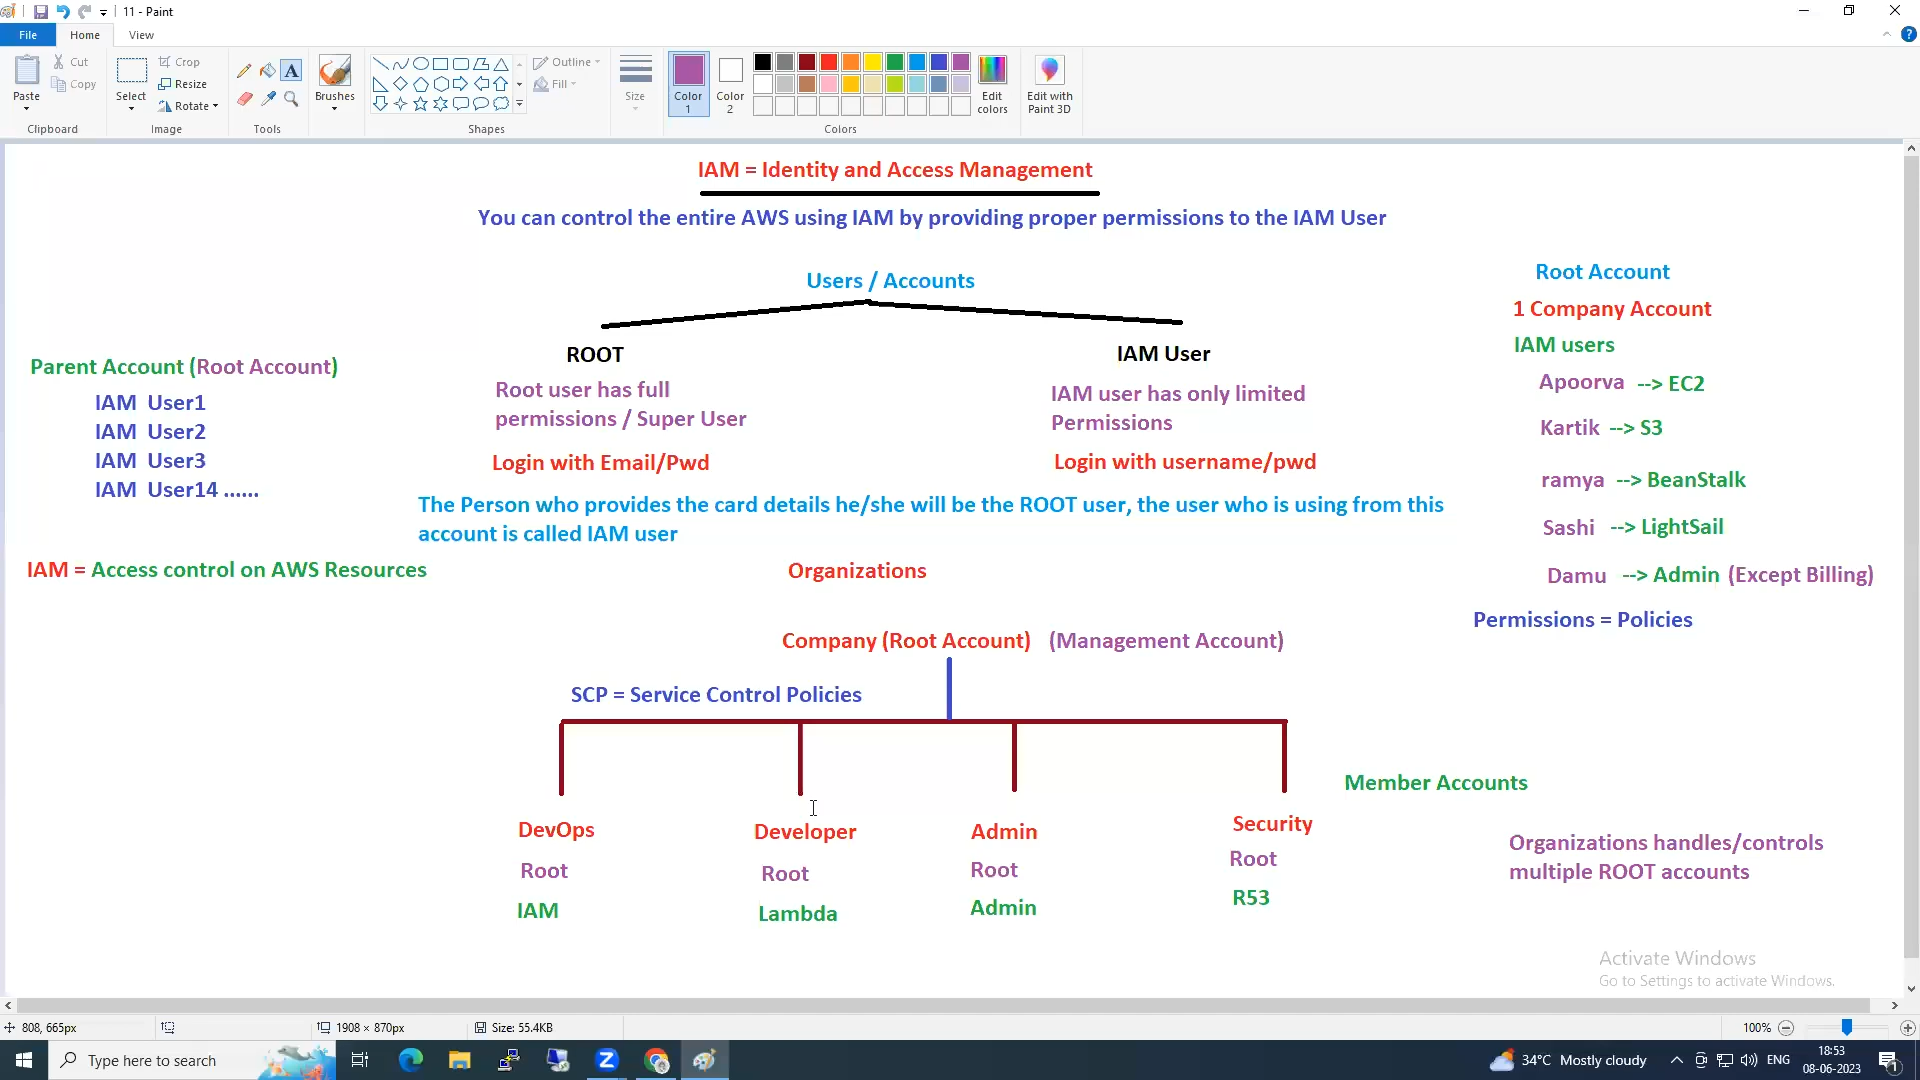 11 - Paint
File
Home
View
Paste
Cut
Copy
Clipboard
Select
Crop
Resize
Rotate
Image
A
Tools
Brushes
Shapes
Outline
Fill
Size
Color 1
Color 2
Edit colors
Colors
Edit with Paint 3D
IAM = Identity and Access Management
You can control the entire AWS using IAM by providing proper permissions to the IAM User
Users / Accounts
ROOT
Root user has full
permissions / Super User
Login with Email/Pwd
IAM User
IAM user has only limited
Permissions
Login with username/pwd
The Person who provides the card details he/she will be the ROOT user, the user who is using from this
account is called IAM user
Parent Account (Root Account)
IAM User1
IAM User2
IAM User3
IAM User14 ......
IAM = Access control on AWS Resources
Root Account
1 Company Account
IAM users
Apoorva --> EC2
Kartik --> S3
ramya --> BeanStalk
Sashi --> LightSail
Damu --> Admin (Except Billing)
Permissions = Policies
Organizations
Company (Root Account) (Management Account)
SCP = Service Control Policies
DevOps
Root
IAM
Developer
Root
Lambda
Admin
Root
Admin
Security
Root
R53
Member Accounts
Organizations handles/controls
multiple ROOT accounts
Activate Windows
Go to Settings to activate Windows.
808, 665px
1908 × 870px
Size: 55.4KB
100%
Type here to search
34°C Mostly cloudy
ENG
18:53
08-06-2023
1